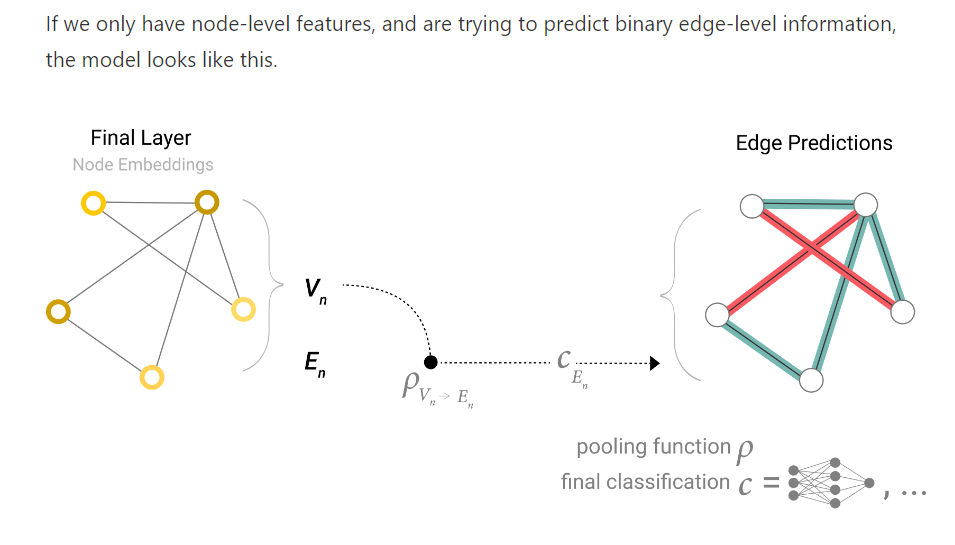 If we only have node-level features, and are trying to predict binary edge-level information,
the model looks like this.
Final Layer
Node Embeddings
Edge Predictions
Vn
En
ρVn→ En
cEn
pooling function ρ
final classification c = , ...